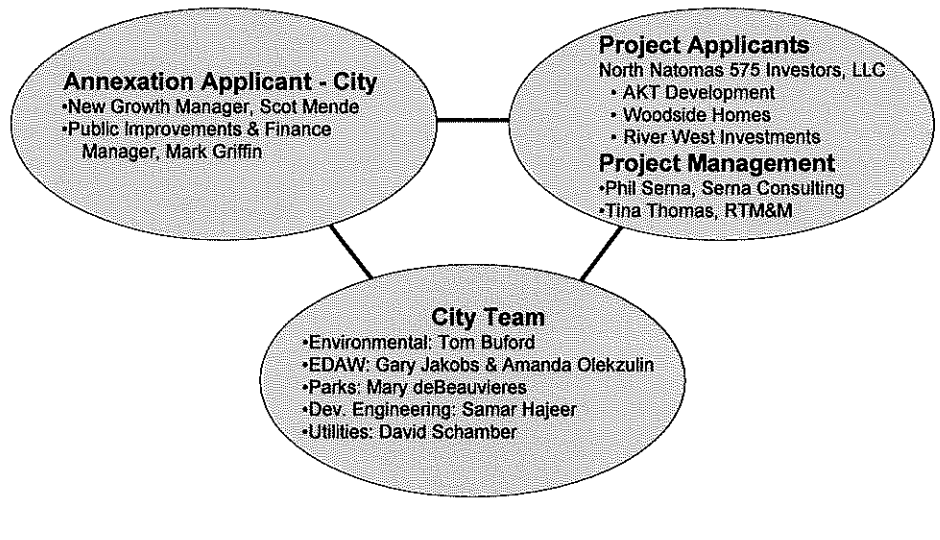 Annexation Applicant - City
•New Growth Manager, Scot Mende
•Public Improvements & Finance
Manager, Mark Griffin
Project Applicants
North Natomas 575 Investors, LLC
• AKT Development
• Woodside Homes
• River West Investments
Project Management
•Phil Serna, Serna Consulting
•Tina Thomas, RTM&M
City Team
•Environmental: Tom Buford
•EDAW: Gary Jakobs & Amanda Olekzulin
•Parks: Mary deBeauvieres
•Dev. Engineering: Samar Hajeer
•Utilities: David Schamber